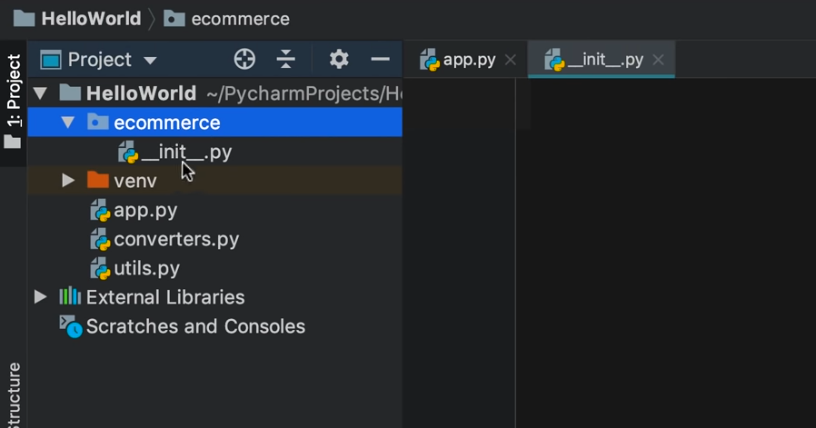 HelloWorld ecommerce
1: Project
Project
app.py
__init__.py
HelloWorld ~/PycharmProjects/He
ecommerce
__init__.py
venv
app.py
converters.py
utils.py
External Libraries
Scratches and Consoles
Structure